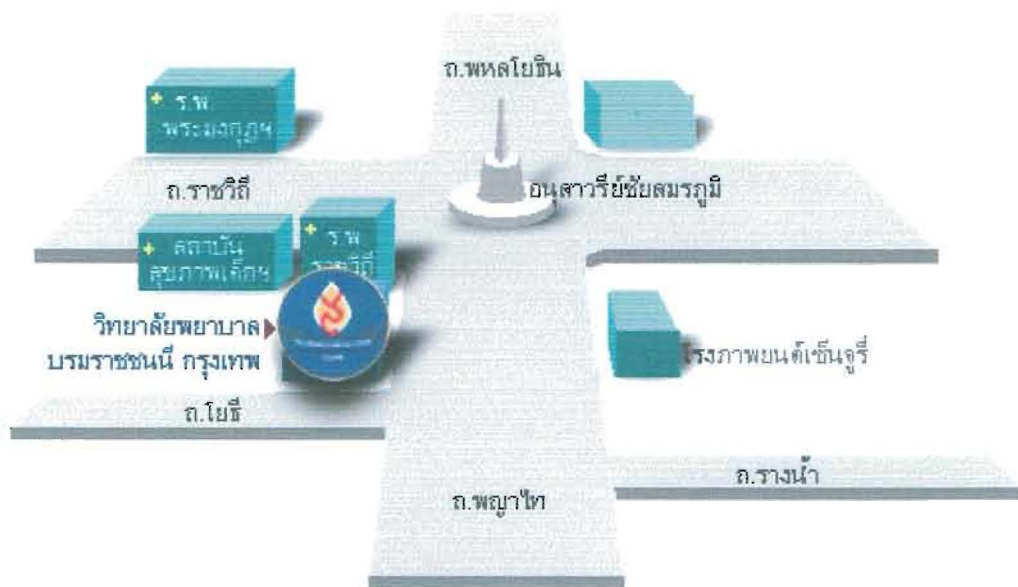 ถ.พหลโยธิน
+ ร.พ.
พระมงกุฎฯ
ถ.ราชวิถี
อนุสาวรีย์ชัยสมรภูมิ
+ สถาบัน
สุขภาพเด็กฯ
+ ร.พ.
ราชวิถี
วิทยาลัยพยาบาล
บรมราชชนนี กรุงเทพ
โรงภาพยนต์เซ็นจูรี่
ถ.โยธี
ถ.รางน้ำ
ถ.พญาไท